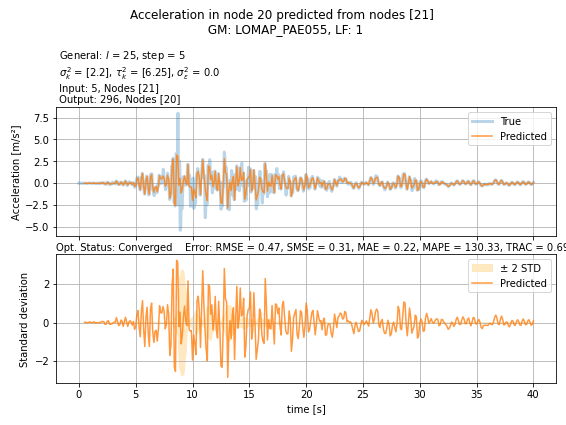 Acceleration in node 20 predicted from nodes [21]
GM: LOMAP_PAE055, LF: 1
General: l = 25, step = 5
σ²ₖ = [2.2], τ²ₖ = [6.25], σ²ε = 0.0
Input: 5, Nodes [21]
Output: 296, Nodes [20]
Acceleration [m/s²]
7.5
5.0
2.5
0.0
−2.5
−5.0
True
Predicted
Opt. Status: Converged Error: RMSE = 0.47, SMSE = 0.31, MAE = 0.22, MAPE = 130.33, TRAC = 0.69
Standard deviation
2
0
−2
± 2 STD
Predicted
0 5 10 15 20 25 30 35 40
time [s]